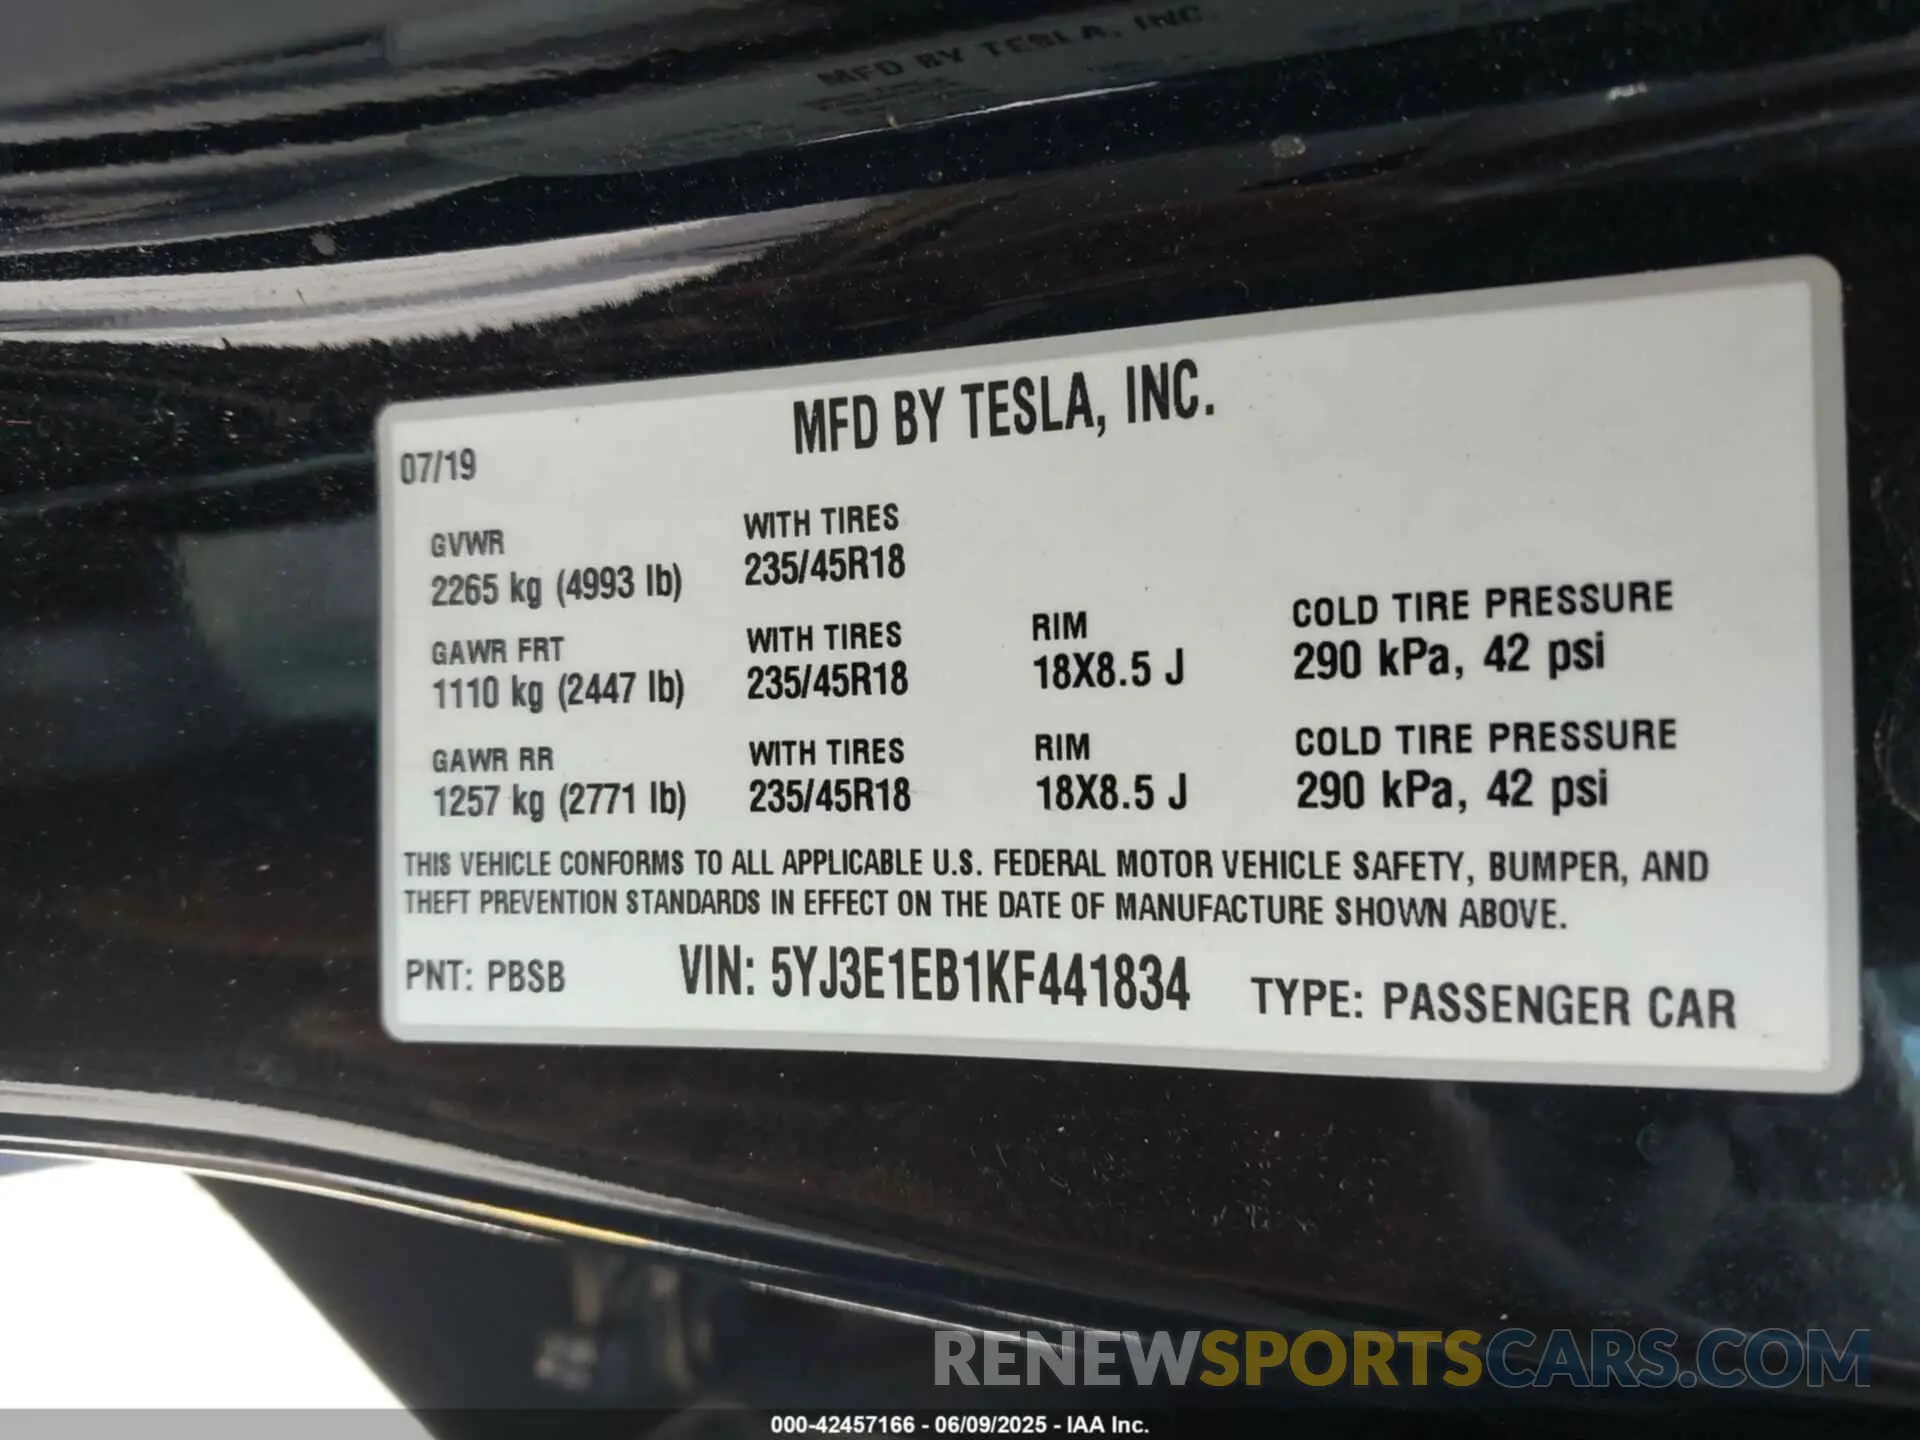 MFD BY TESLA, INC.
MFD BY TESLA, INC.
07/19
GVWR
2265 kg (4993 lb)
WITH TIRES
235/45R18
GAWR FRT
1110 kg (2447 lb)
WITH TIRES
235/45R18
RIM
18X8.5 J
COLD TIRE PRESSURE
290 kPa, 42 psi
GAWR RR
1257 kg (2771 lb)
WITH TIRES
235/45R18
RIM
18X8.5 J
COLD TIRE PRESSURE
290 kPa, 42 psi
THIS VEHICLE CONFORMS TO ALL APPLICABLE U.S. FEDERAL MOTOR VEHICLE SAFETY, BUMPER, AND
THEFT PREVENTION STANDARDS IN EFFECT ON THE DATE OF MANUFACTURE SHOWN ABOVE.
PNT: PBSB
VIN: 5YJ3E1EB1KF441834
TYPE: PASSENGER CAR
RENEWSPORTSCARS.COM
000-42457166 - 06/09/2025 - IAA Inc.